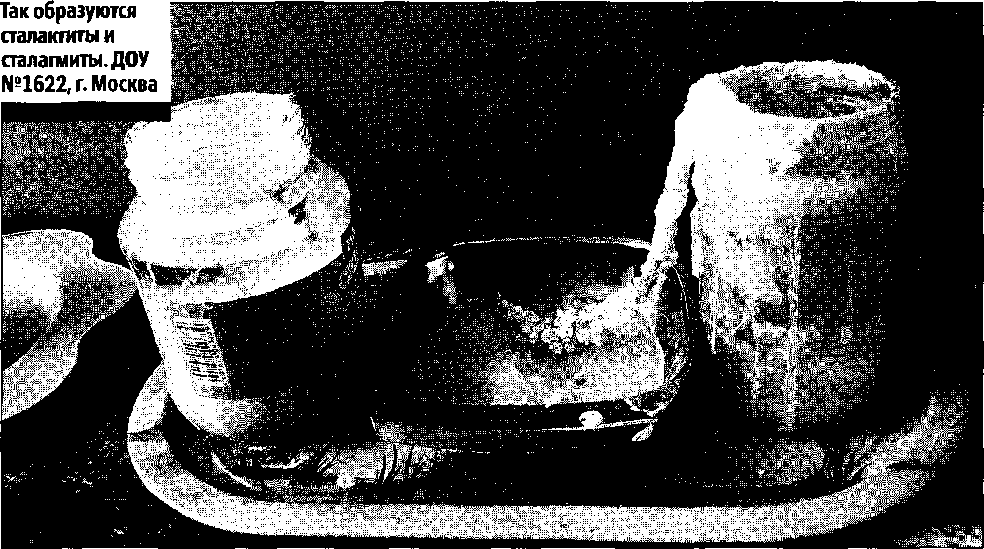 Так образуются
сталактиты и
сталагмиты. ДОУ
№1622, г. Москва